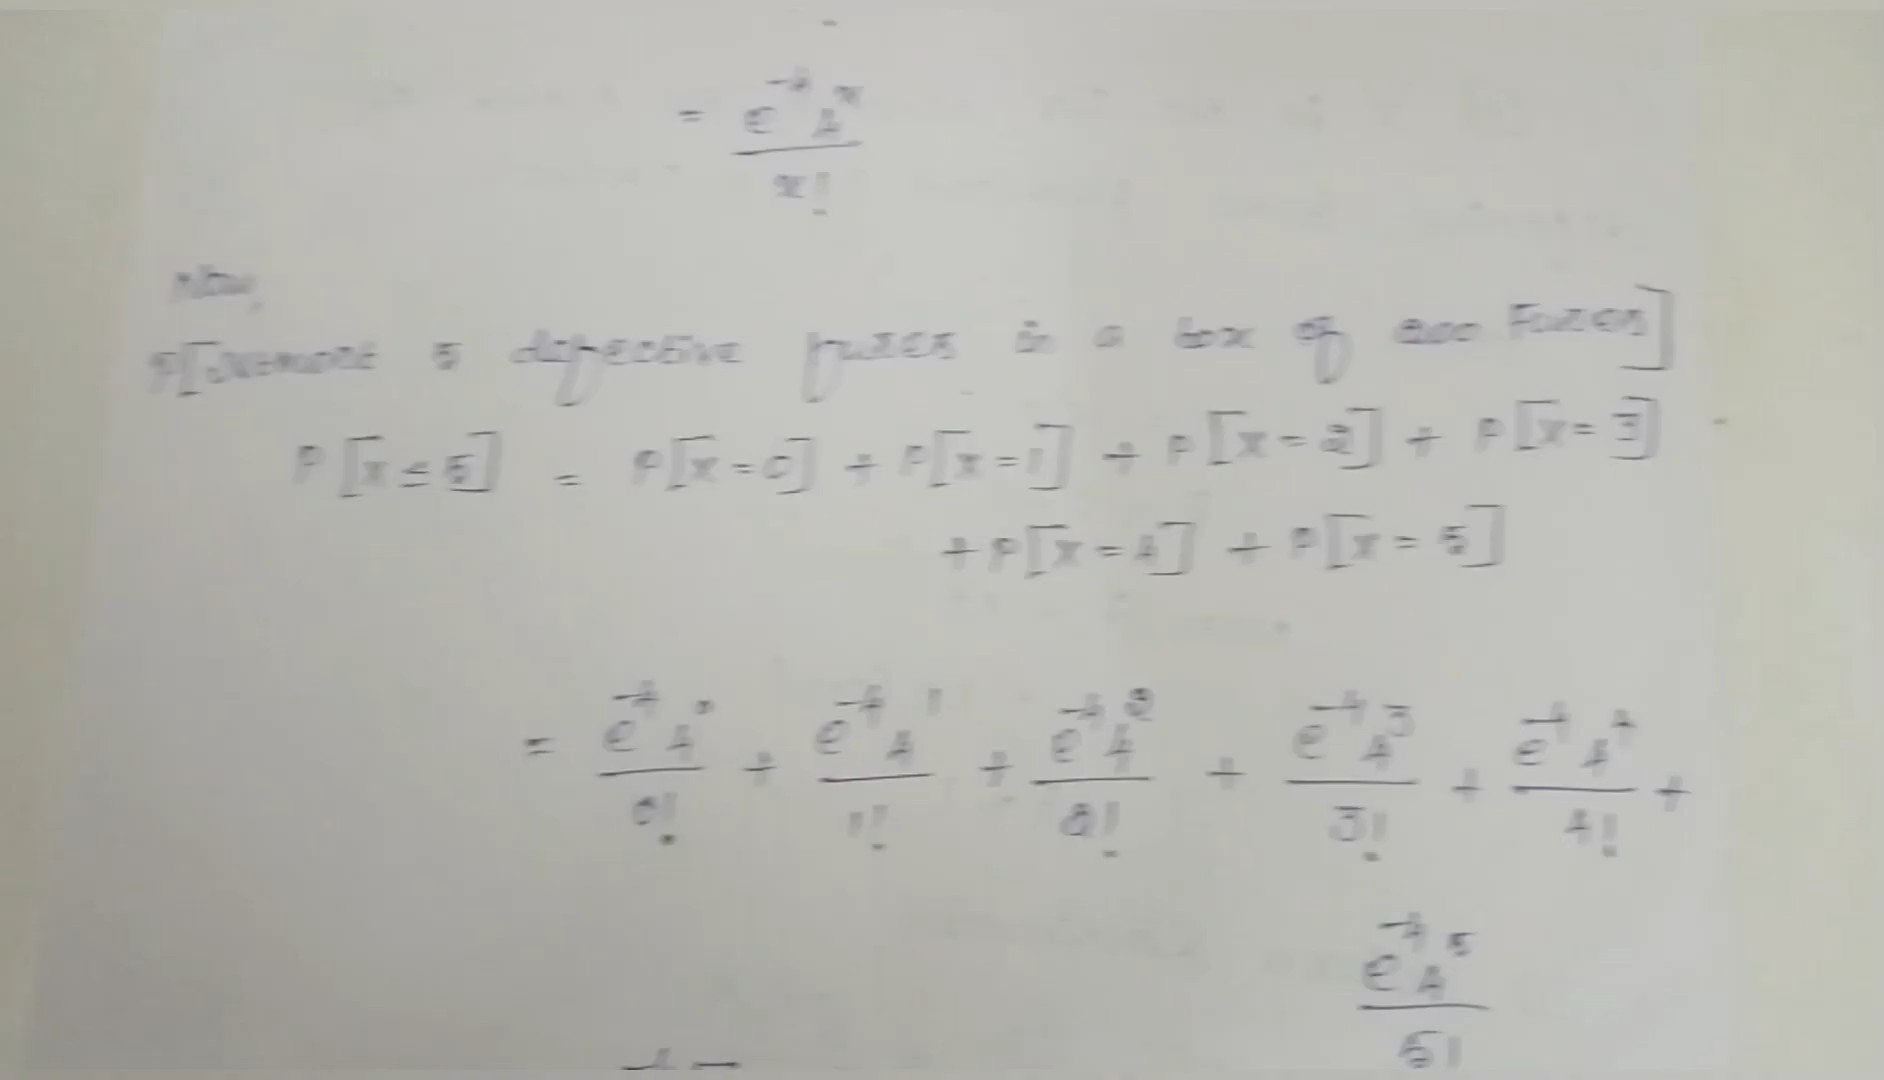 = e^-4 4^x / x!
Now,
P[atmost 5 defective fuzes in a box of 200 Fuzes]
P[x ≤ 5] = P[x=0] + P[x=1] + P[x=2] + P[x=3]
+ P[x=4] + P[x=5]
= e^-4 4^0 / 0! + e^-4 4^1 / 1! + e^-4 4^2 / 2! + e^-4 4^3 / 3! + e^-4 4^4 / 4! +
e^-4 4^5 / 5!